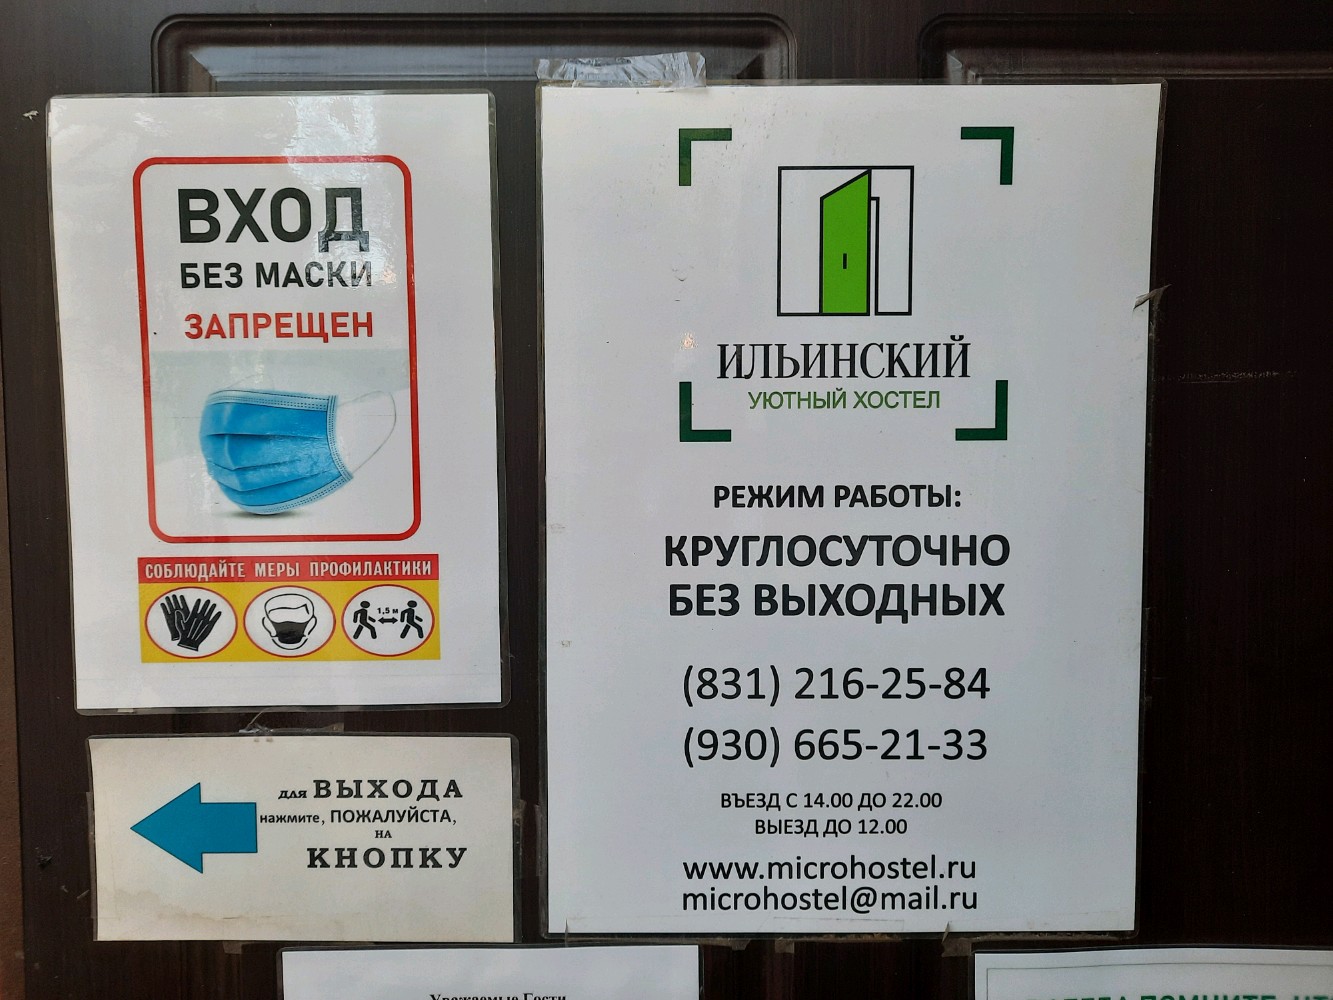 ВХОД
БЕЗ МАСКИ
ЗАПРЕЩЕН
СОБЛЮДАЙТЕ МЕРЫ ПРОФИЛАКТИКИ
1,5 м
для ВЫХОДА
нажмите, ПОЖАЛУЙСТА,
на
КНОПКУ
ИЛЬИНСКИЙ
УЮТНЫЙ ХОСТЕЛ
РЕЖИМ РАБОТЫ:
КРУГЛОСУТОЧНО
БЕЗ ВЫХОДНЫХ
(831) 216-25-84
(930) 665-21-33
ВЪЕЗД С 14.00 ДО 22.00
ВЫЕЗД ДО 12.00
www.microhostel.ru
microhostel@mail.ru
Уважаемые Гости